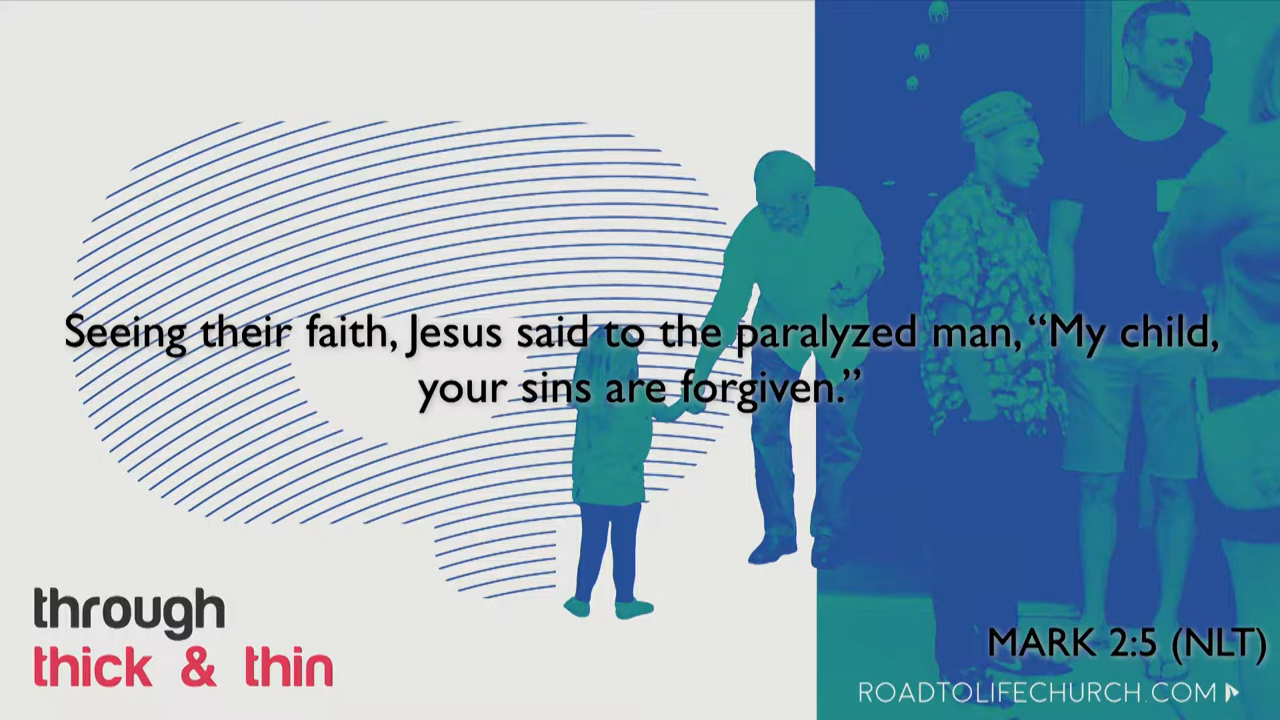 Seeing their faith, Jesus said to the paralyzed man, “My child,
your sins are forgiven.”
through
thick & thin
MARK 2:5 (NLT)
ROADTOLIFECHURCH.COM